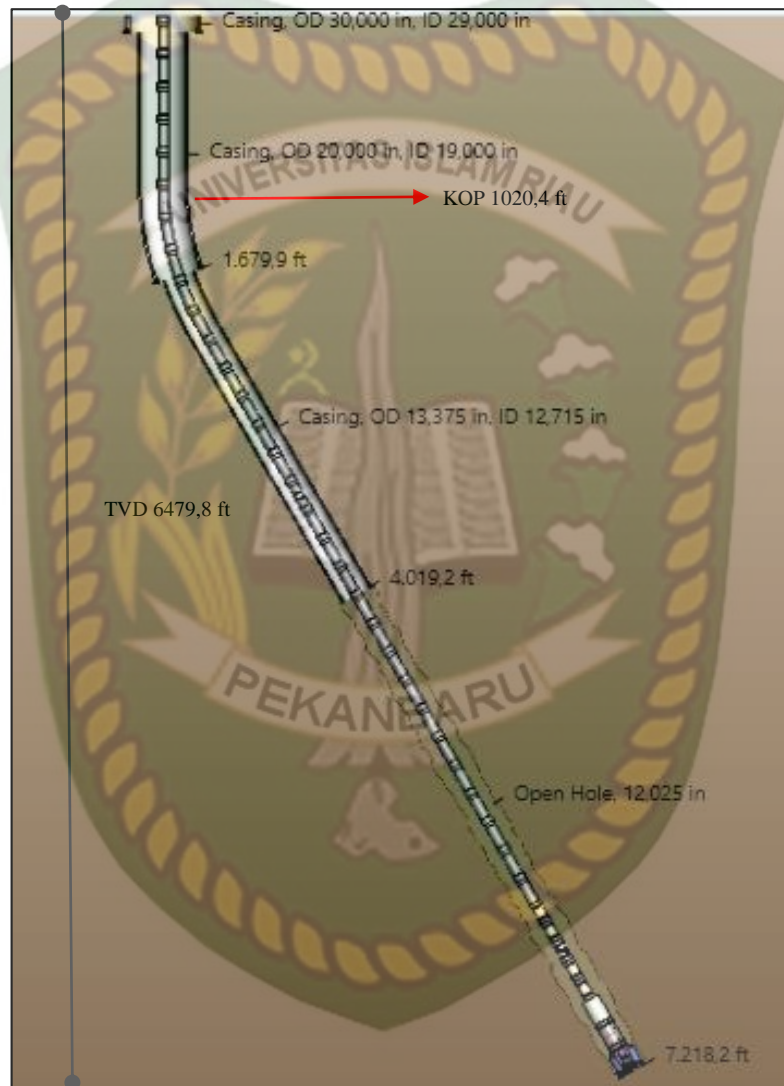 Casing, OD 30,000 in, ID 29,000 in
Casing, OD 20,000 in, ID 19,000 in
UNIVERSITAS ISLAM RIAU
KOP 1020,4 ft
1.679,9 ft
Casing, OD 13,375 in, ID 12,715 in
TVD 6479,8 ft
4.019,2 ft
PEKANBARU
Open Hole, 12,025 in
7.218,2 ft